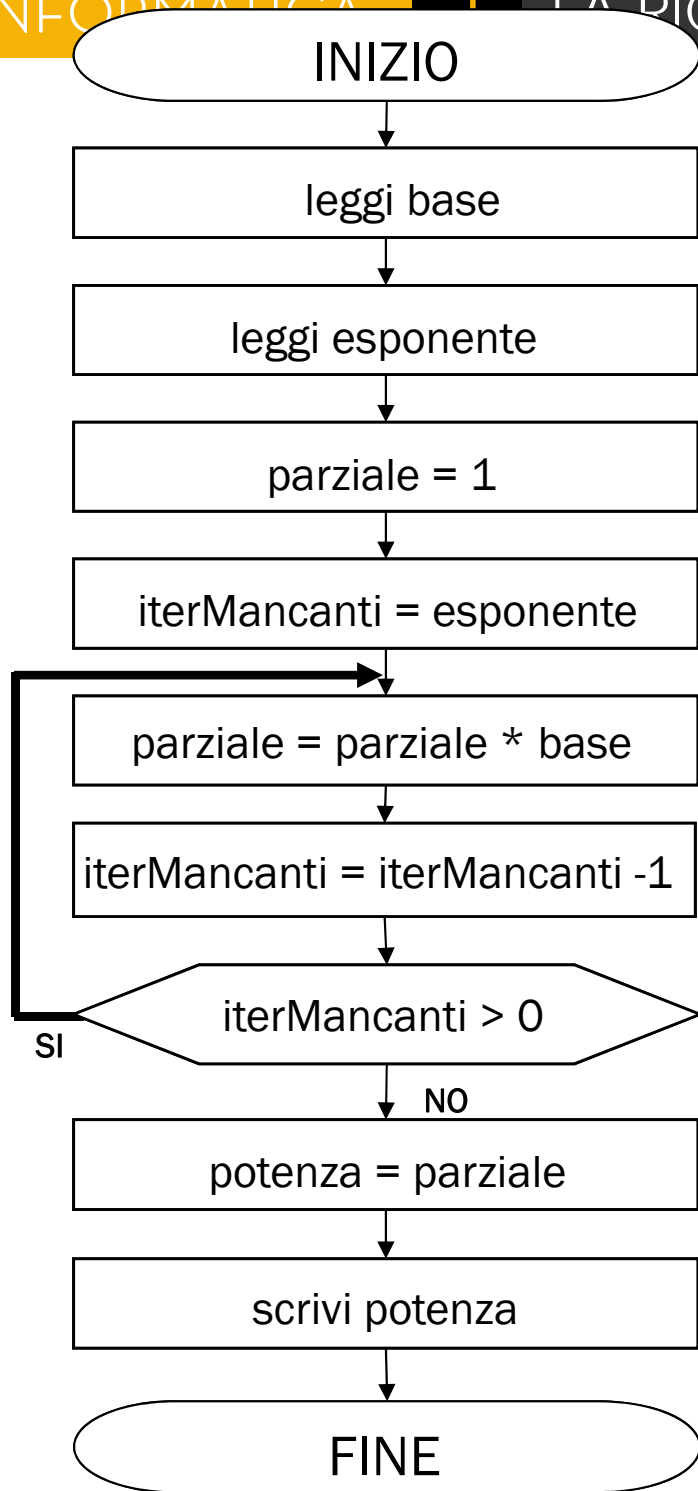 INIZIO
leggi base
leggi esponente
parziale = 1
iterMancanti = esponente
parziale = parziale * base
iterMancanti = iterMancanti -1
iterMancanti > 0
SI
NO
potenza = parziale
scrivi potenza
FINE